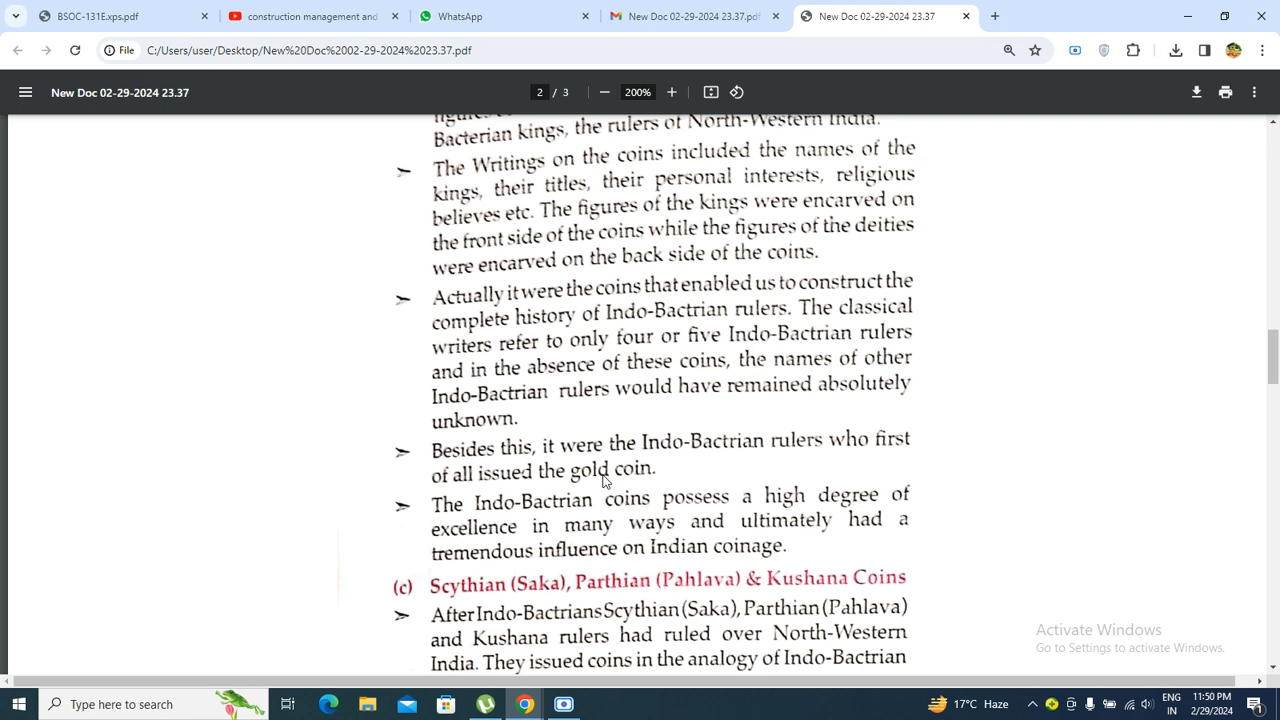 BSOC-131E.xps.pdf
construction management and
WhatsApp
New Doc 02-29-2024 23.37.pdf
New Doc 02-29-2024 23.37
File C:/Users/user/Desktop/New%20Doc%2002-29-2024%2023.37.pdf
New Doc 02-29-2024 23.37
2 / 3
200%
Bacterian kings, the rulers of North-Western India.
➢ The Writings on the coins included the names of the
kings, their titles, their personal interests, religious
believes etc. The figures of the kings were encarved on
the front side of the coins while the figures of the deities
were encarved on the back side of the coins.
➢ Actually it were the coins that enabled us to construct the
complete history of Indo-Bactrian rulers. The classical
writers refer to only four or five Indo-Bactrian rulers
and in the absence of these coins, the names of other
Indo-Bactrian rulers would have remained absolutely
unknown.
➢ Besides this, it were the Indo-Bactrian rulers who first
of all issued the gold coin.
➢ The Indo-Bactrian coins possess a high degree of
excellence in many ways and ultimately had a
tremendous influence on Indian coinage.
(c) Scythian (Saka), Parthian (Pahlava) & Kushana Coins
➢ After Indo-Bactrians Scythian (Saka), Parthian (Pahlava)
and Kushana rulers had ruled over North-Western
India. They issued coins in the analogy of Indo-Bactrian
Activate Windows
Go to Settings to activate Windows.
Type here to search
17°C Haze
ENG
IN
11:50 PM
2/29/2024